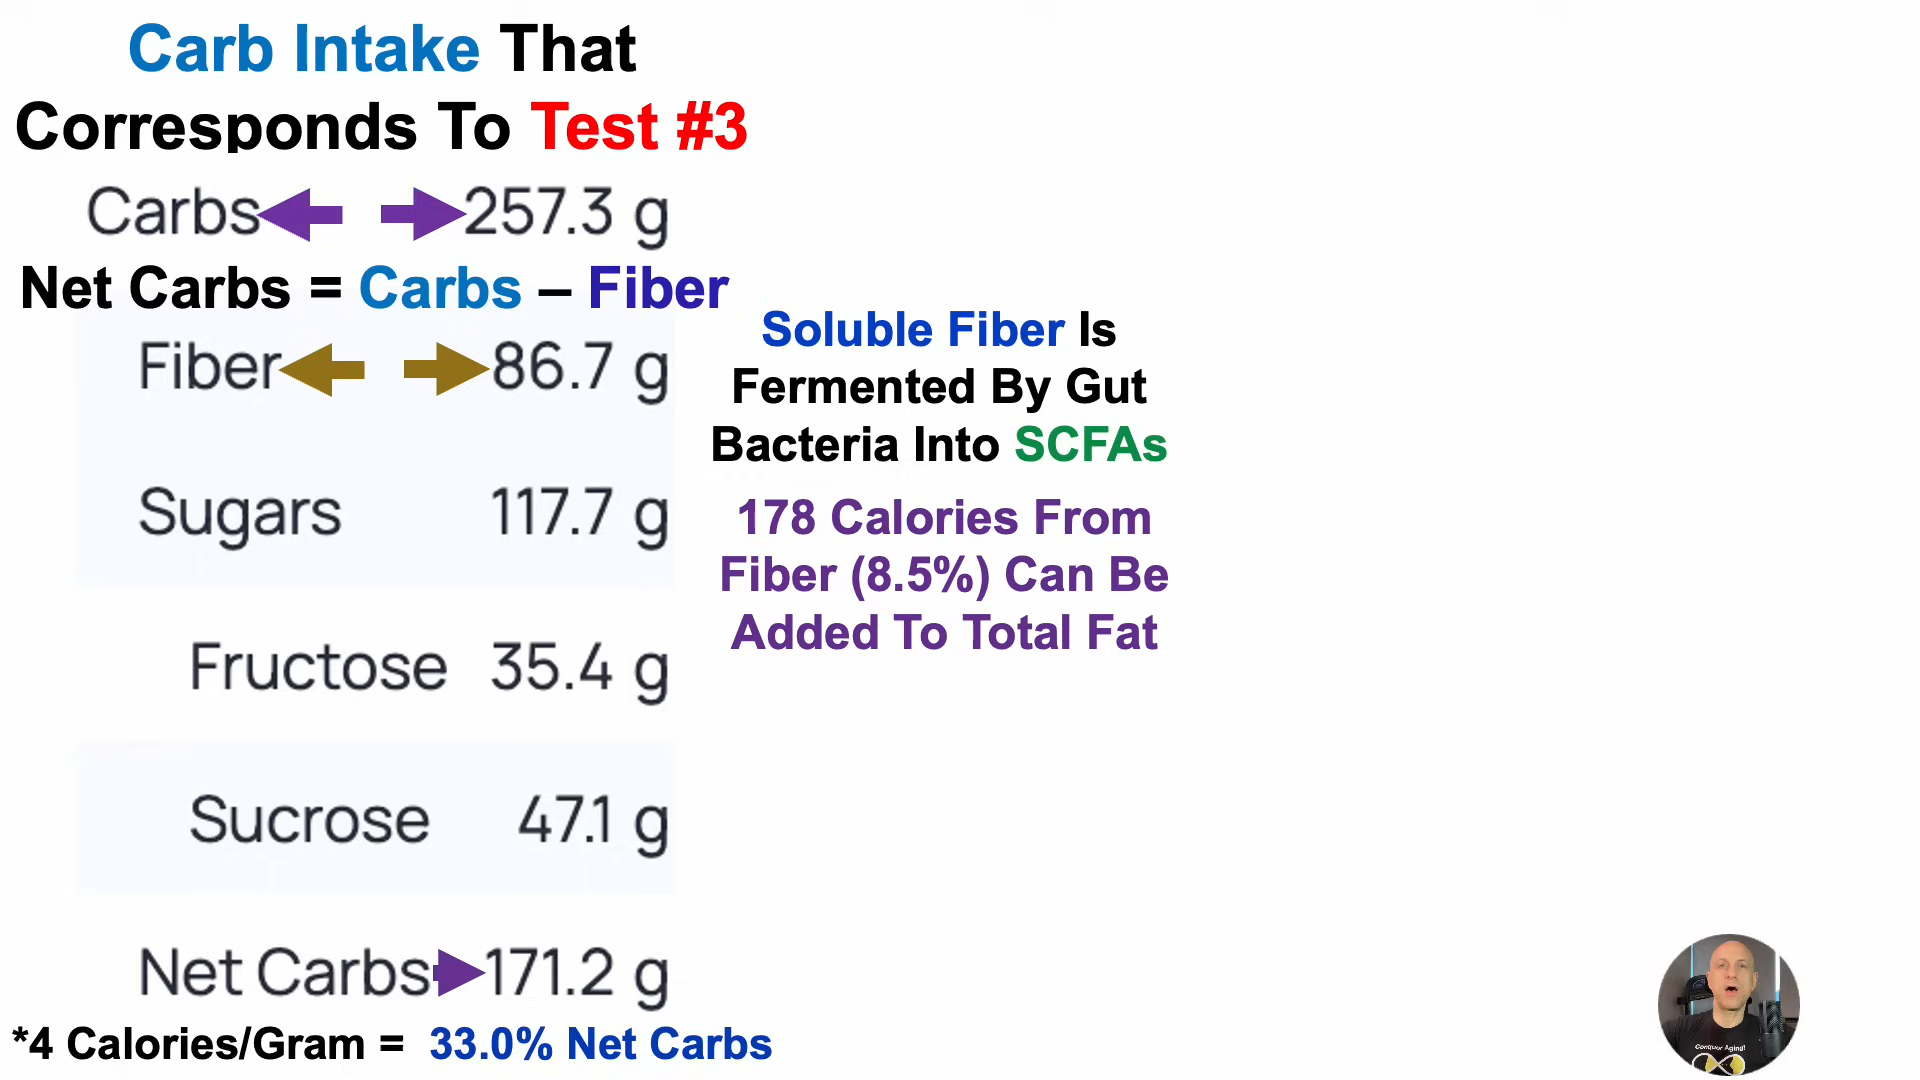 Carb Intake That
Corresponds To Test #3
Carbs 257.3 g
Net Carbs = Carbs – Fiber
Fiber 86.7 g
Sugars 117.7 g
Fructose 35.4 g
Sucrose 47.1 g
Net Carbs 171.2 g
*4 Calories/Gram = 33.0% Net Carbs
Soluble Fiber Is
Fermented By Gut
Bacteria Into SCFAs
178 Calories From
Fiber (8.5%) Can Be
Added To Total Fat
Conquer Aging!